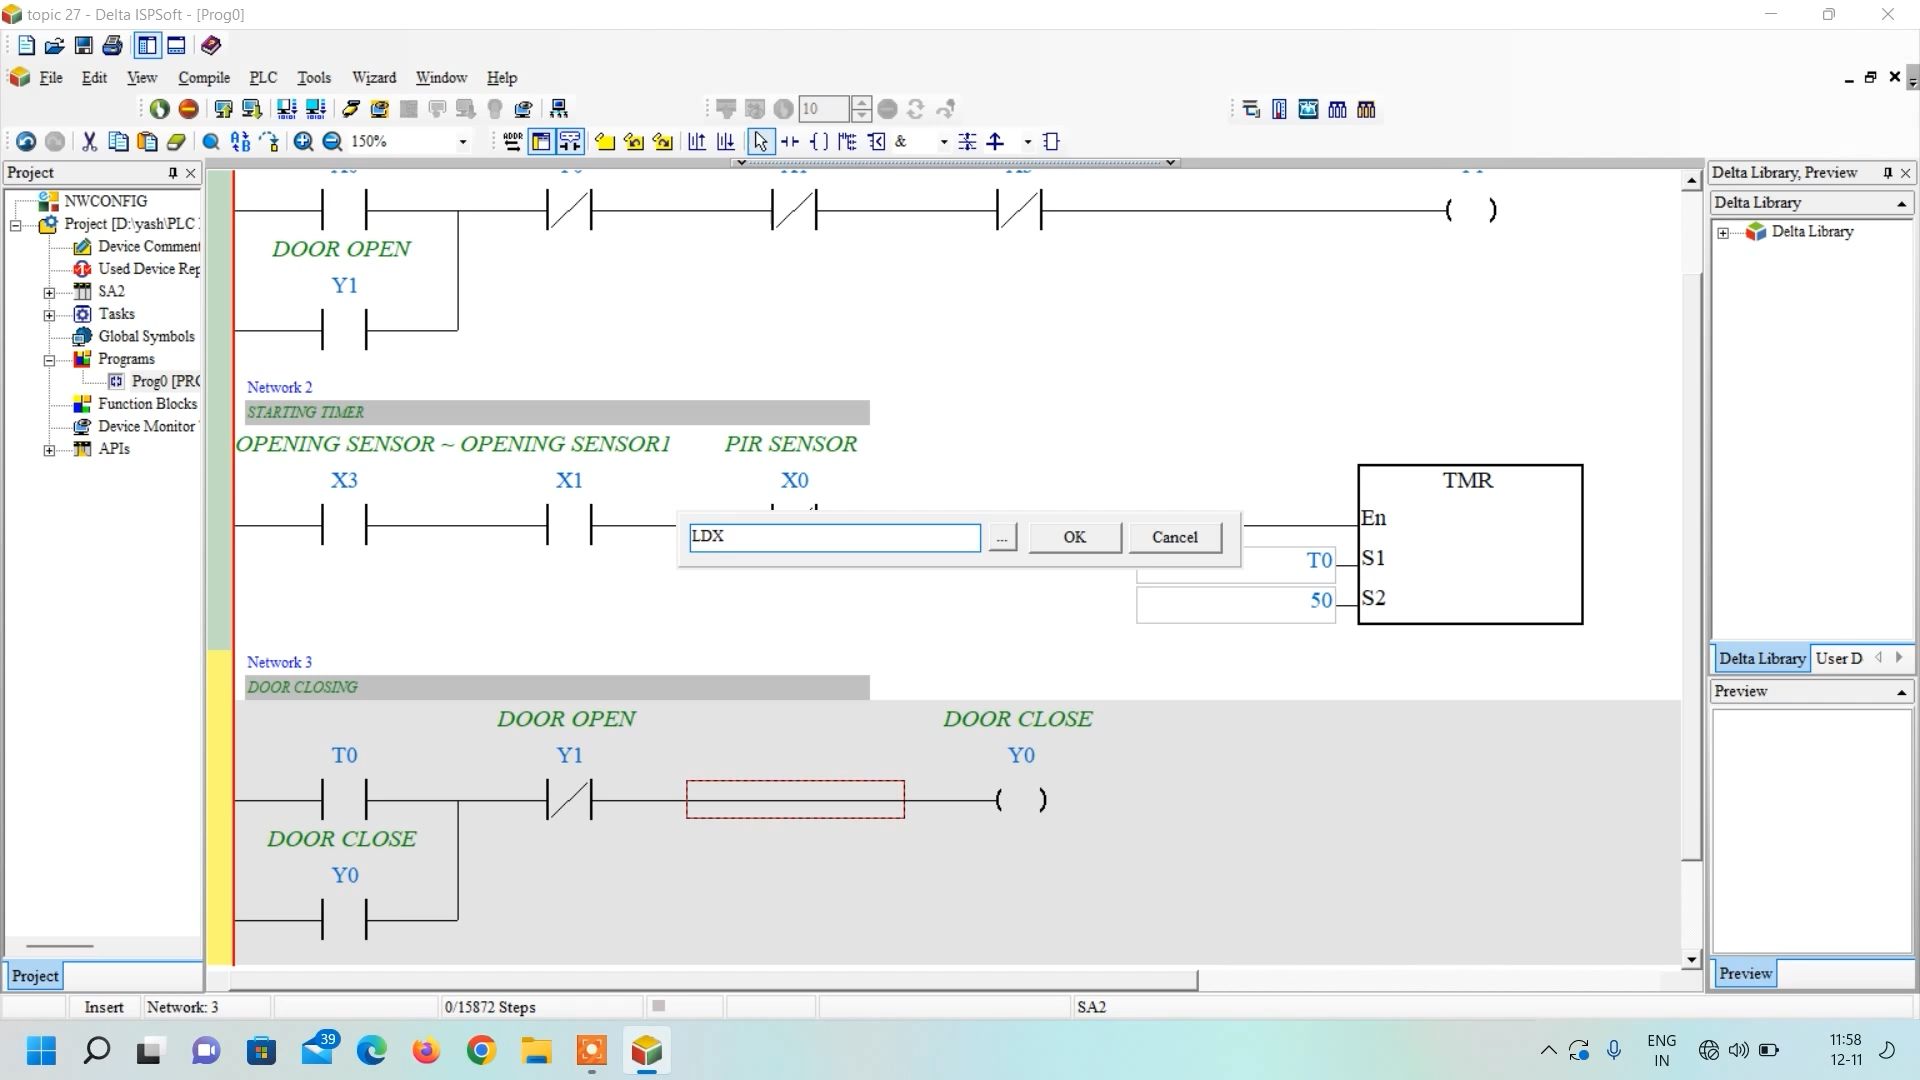 topic 27 - Delta ISPSoft - [Prog0]
File Edit View Compile PLC Tools Wizard Window Help
10
150% ADDR &
Project
NWCONFIG
Project [D:\yash\PLC
Device Comment
Used Device Rep
SA2
Tasks
Global Symbols
Programs
Prog0 [PRG
Function Blocks
Device Monitor
APIs
Project
DOOR OPEN
Y1
Network 2
STARTING TIMER
OPENING SENSOR ~ OPENING SENSOR1 PIR SENSOR
X3 X1 X0
TMR
En
LDX ... OK Cancel
T0 S1
50 S2
Network 3
DOOR CLOSING
DOOR OPEN DOOR CLOSE
T0 Y1 Y0
DOOR CLOSE
Y0
Delta Library, Preview
Delta Library
Delta Library
Delta Library User D
Preview
Preview
Insert Network: 3 0/15872 Steps SA2
39
ENG
IN
11:58
12-11